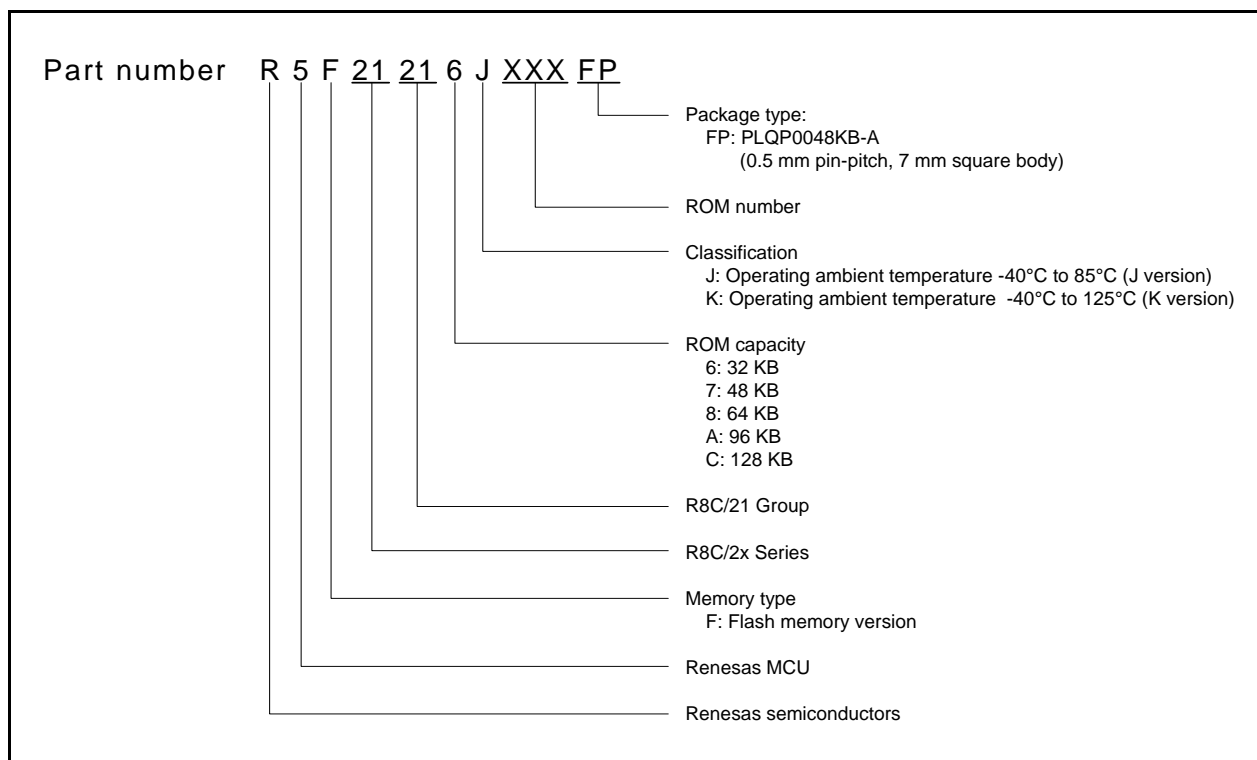 Part number R 5 F 21 21 6 J XXX FP
Package type:
FP: PLQP0048KB-A
(0.5 mm pin-pitch, 7 mm square body)
ROM number
Classification
J: Operating ambient temperature -40°C to 85°C (J version)
K: Operating ambient temperature -40°C to 125°C (K version)
ROM capacity
6: 32 KB
7: 48 KB
8: 64 KB
A: 96 KB
C: 128 KB
R8C/21 Group
R8C/2x Series
Memory type
F: Flash memory version
Renesas MCU
Renesas semiconductors